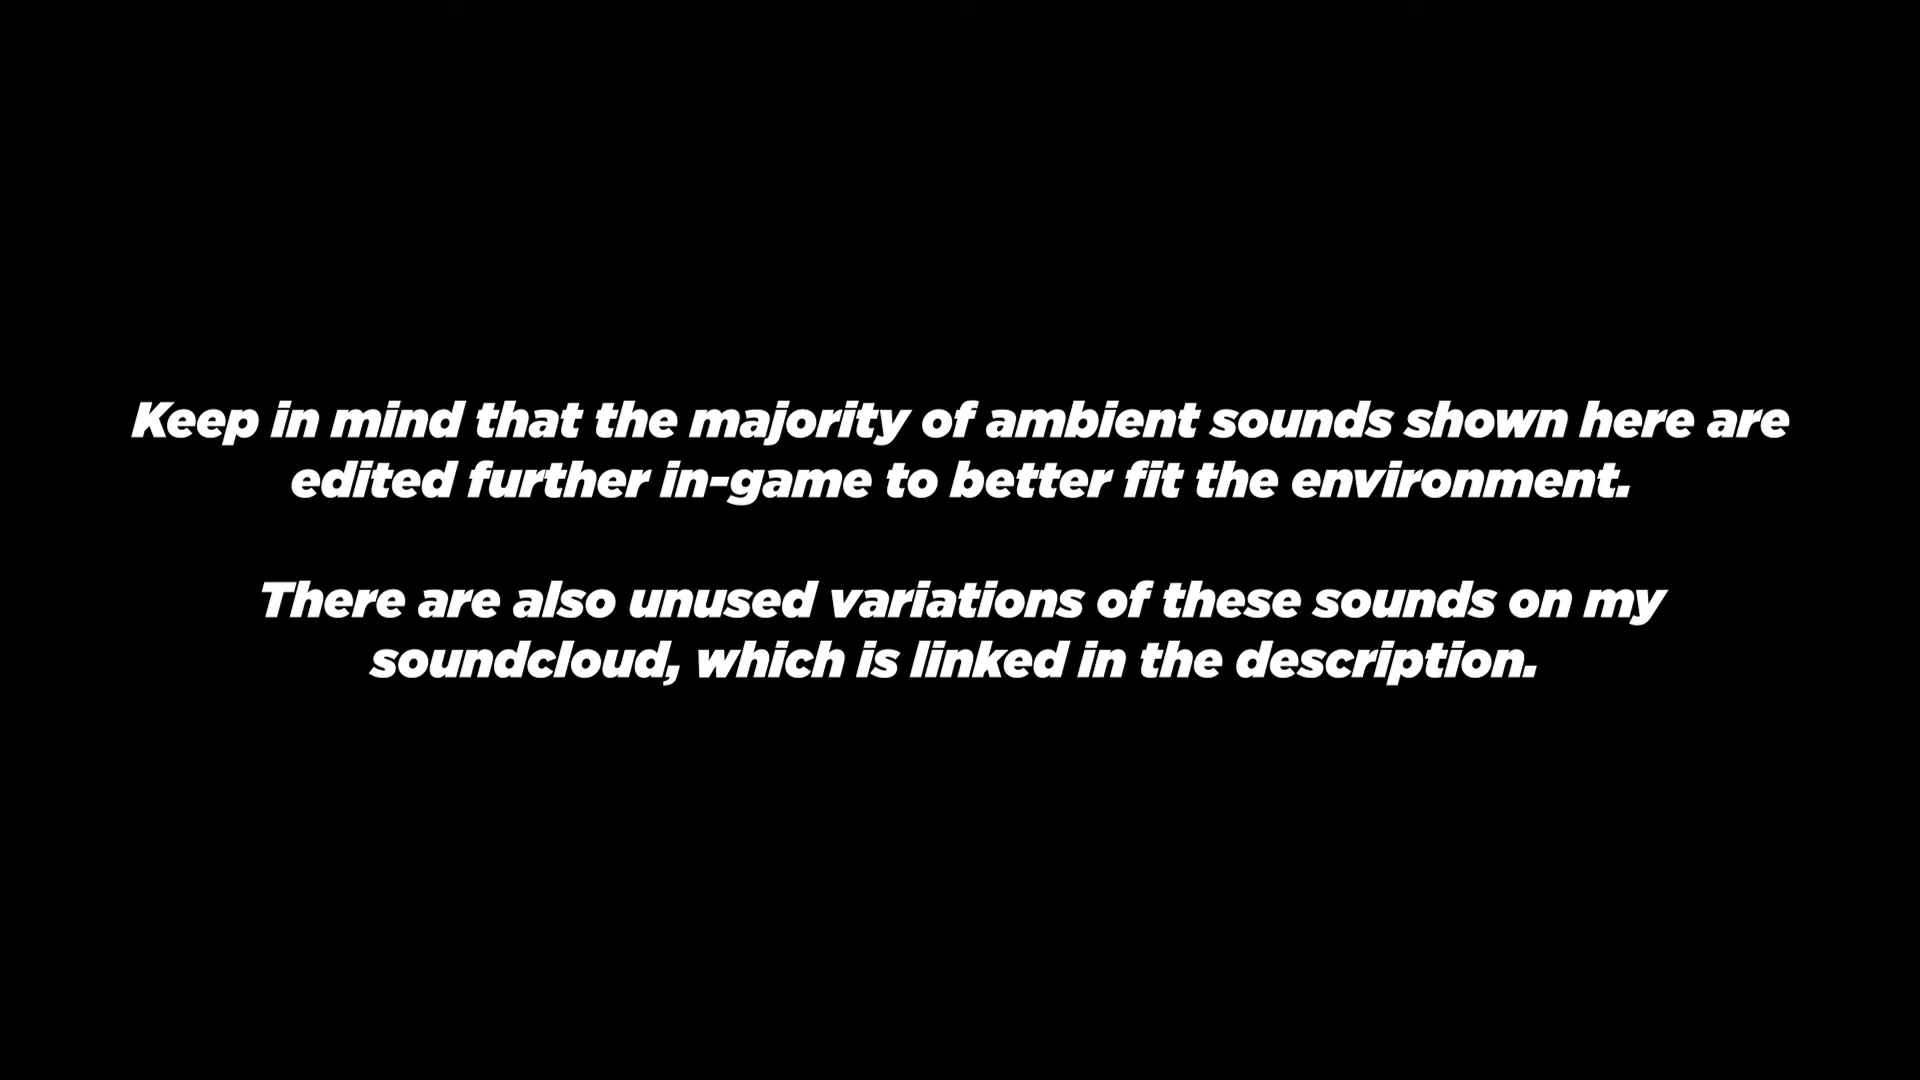 Keep in mind that the majority of ambient sounds shown here are
edited further in-game to better fit the environment.
There are also unused variations of these sounds on my
soundcloud, which is linked in the description.